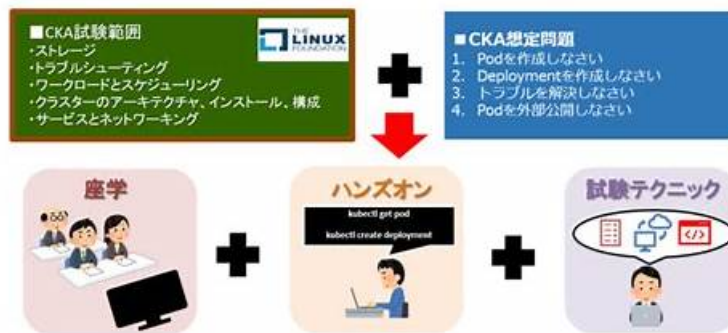 ■CKA試験範囲
・ストレージ
・トラブルシューティング
・ワークロードとスケジューリング
・クラスターのアーキテクチャ、インストール、構成
・サービスとネットワーキング
THE
LINUX
FOUNDATION
■CKA想定問題
1. Podを作成しなさい
2. Deploymentを作成しなさい
3. トラブルを解決しなさい
4. Podを外部公開しなさい
座学
ハンズオン
kubectl get pod
kubectl create deployment
試験テクニック